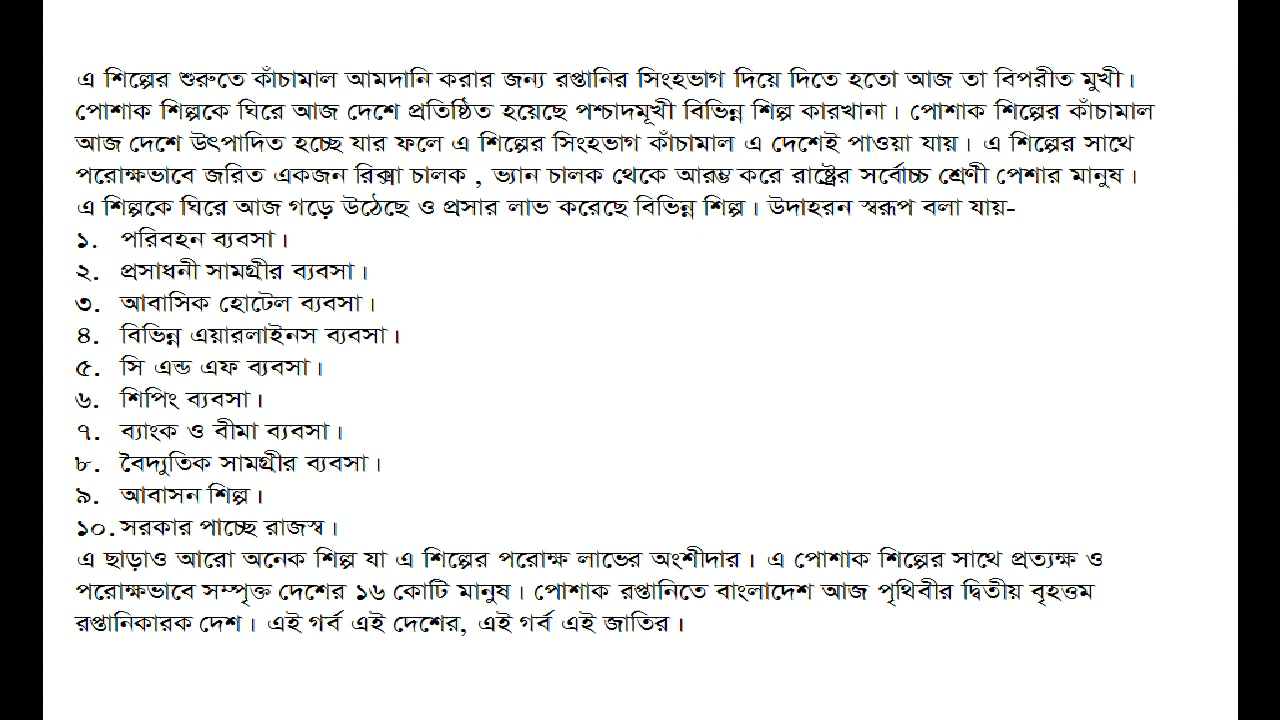 এ শিল্পের শুরুতে কাঁচামাল আমদানি করার জন্য রপ্তানির সিংহভাগ দিয়ে দিতে হতো আজ তা বিপরীত মুখী।
পোশাক শিল্পকে ঘিরে আজ দেশে প্রতিষ্ঠিত হয়েছে পশ্চাদমূখী বিভিন্ন শিল্প কারখানা। পোশাক শিল্পের কাঁচামাল
আজ দেশে উৎপাদিত হচ্ছে যার ফলে এ শিল্পের সিংহভাগ কাঁচামাল এ দেশেই পাওয়া যায়। এ শিল্পের সাথে
পরোক্ষভাবে জরিত একজন রিক্সা চালক , ভ্যান চালক থেকে আরম্ভ করে রাষ্ট্রের সর্বোচ্চ শ্রেণী পেশার মানুষ।
এ শিল্পকে ঘিরে আজ গড়ে উঠেছে ও প্রসার লাভ করেছে বিভিন্ন শিল্প। উদাহরন স্বরূপ বলা যায়-
১. পরিবহন ব্যবসা।
২. প্রসাধনী সামগ্রীর ব্যবসা।
৩. আবাসিক হোটেল ব্যবসা।
৪. বিভিন্ন এয়ারলাইনস ব্যবসা।
৫. সি এন্ড এফ ব্যবসা।
৬. শিপিং ব্যবসা।
৭. ব্যাংক ও বীমা ব্যবসা।
৮. বৈদ্যুতিক সামগ্রীর ব্যবসা।
৯. আবাসন শিল্প।
১০. সরকার পাচ্ছে রাজস্ব।
এ ছাড়াও আরো অনেক শিল্প যা এ শিল্পের পরোক্ষ লাভের অংশীদার। এ পোশাক শিল্পের সাথে প্রত্যক্ষ ও
পরোক্ষভাবে সম্পৃক্ত দেশের ১৬ কোটি মানুষ। পোশাক রপ্তানিতে বাংলাদেশ আজ পৃথিবীর দ্বিতীয় বৃহত্তম
রপ্তানিকারক দেশ। এই গর্ব এই দেশের, এই গর্ব এই জাতির।